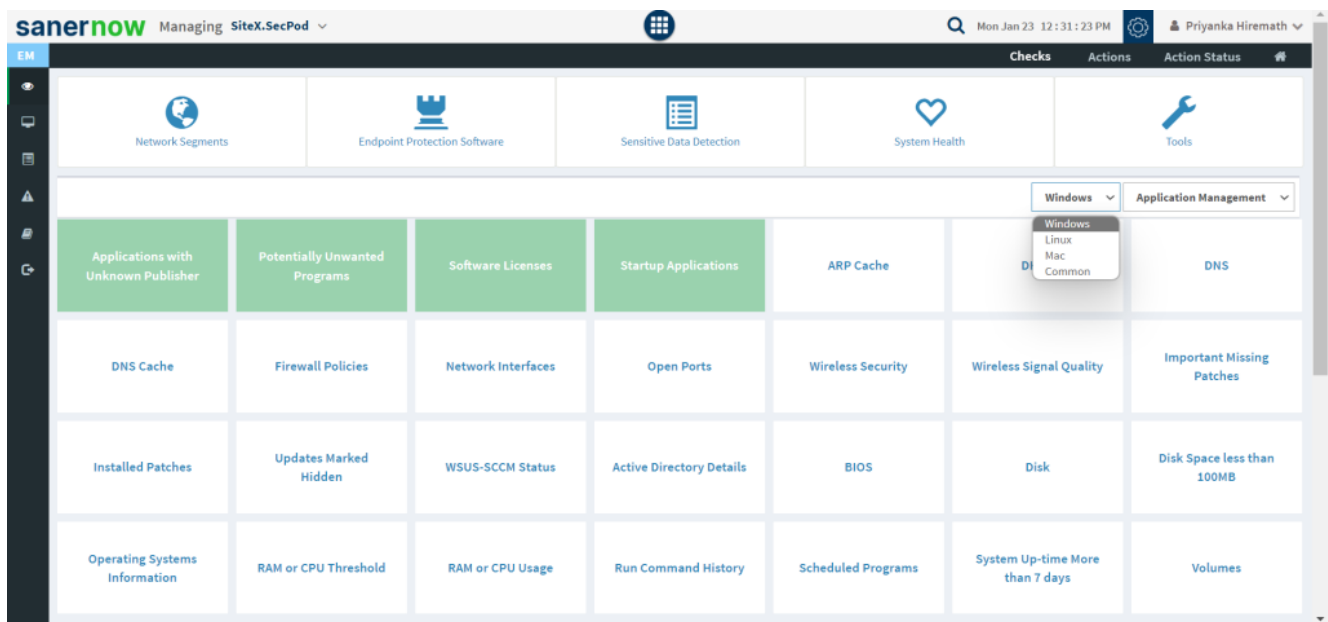 sanernow Managing SiteX.SecPod Mon Jan 23 12:31:23 PM Priyanka Hiremath
EM Checks Actions Action Status
Network Segments Endpoint Protection Software Sensitive Data Detection System Health Tools
Windows Application Management
Windows
Linux
Mac
Common
Applications with Unknown Publisher
Potentially Unwanted Programs
Software Licenses
Startup Applications
ARP Cache
DNS
DNS Cache
Firewall Policies
Network Interfaces
Open Ports
Wireless Security
Wireless Signal Quality
Important Missing Patches
Installed Patches
Updates Marked Hidden
WSUS-SCCM Status
Active Directory Details
BIOS
Disk
Disk Space less than 100MB
Operating Systems Information
RAM or CPU Threshold
RAM or CPU Usage
Run Command History
Scheduled Programs
System Up-time More than 7 days
Volumes